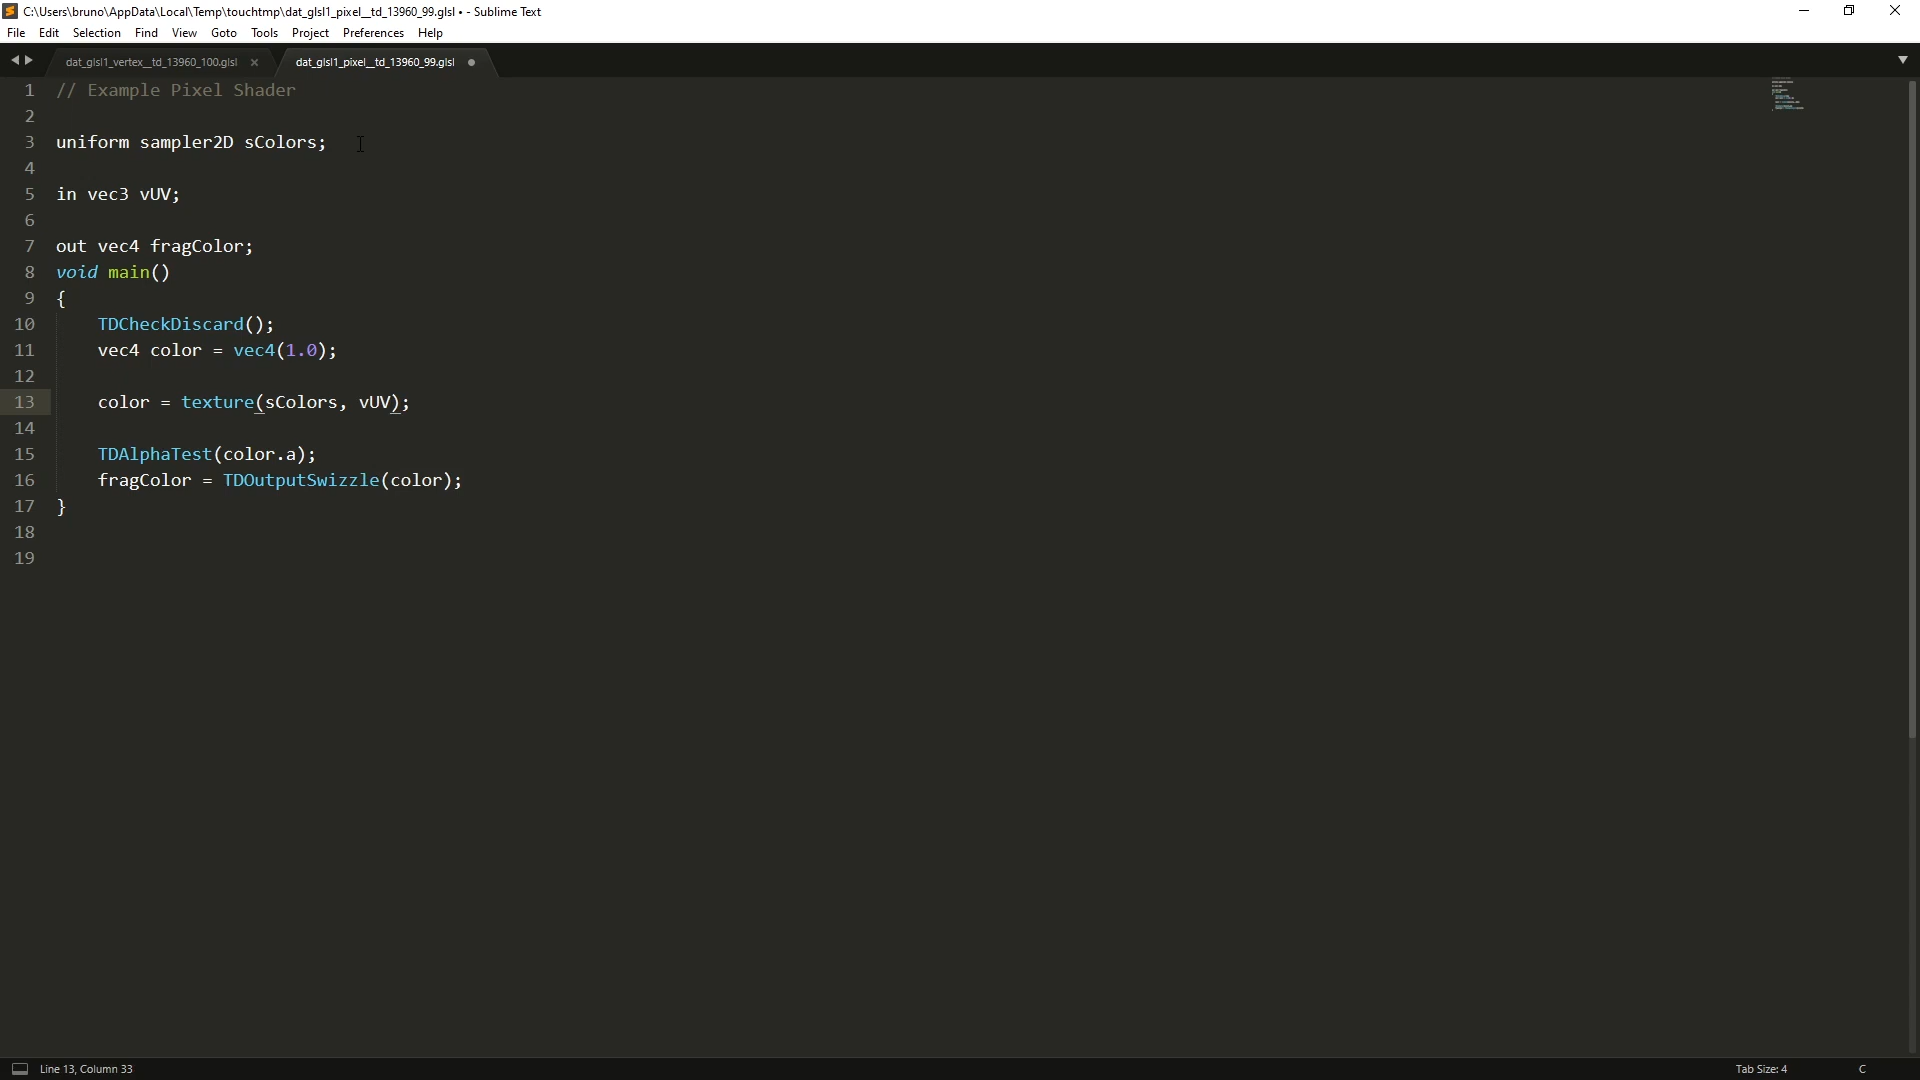 C:\Users\bruno\AppData\Local\Temp\touchtmp\dat_glsl1_pixel__td_13960_99.glsl • - Sublime Text
File Edit Selection Find View Goto Tools Project Preferences Help
dat_glsl1_vertex__td_13960_100.glsl × dat_glsl1_pixel__td_13960_99.glsl
1 // Example Pixel Shader
2
3 uniform sampler2D sColors;
4
5 in vec3 vUV;
6
7 out vec4 fragColor;
8 void main()
9 {
10 TDCheckDiscard();
11 vec4 color = vec4(1.0);
12
13 color = texture(sColors, vUV);
14
15 TDAlphaTest(color.a);
16 fragColor = TDOutputSwizzle(color);
17 }
18
19
Line 13, Column 33 Tab Size: 4 C